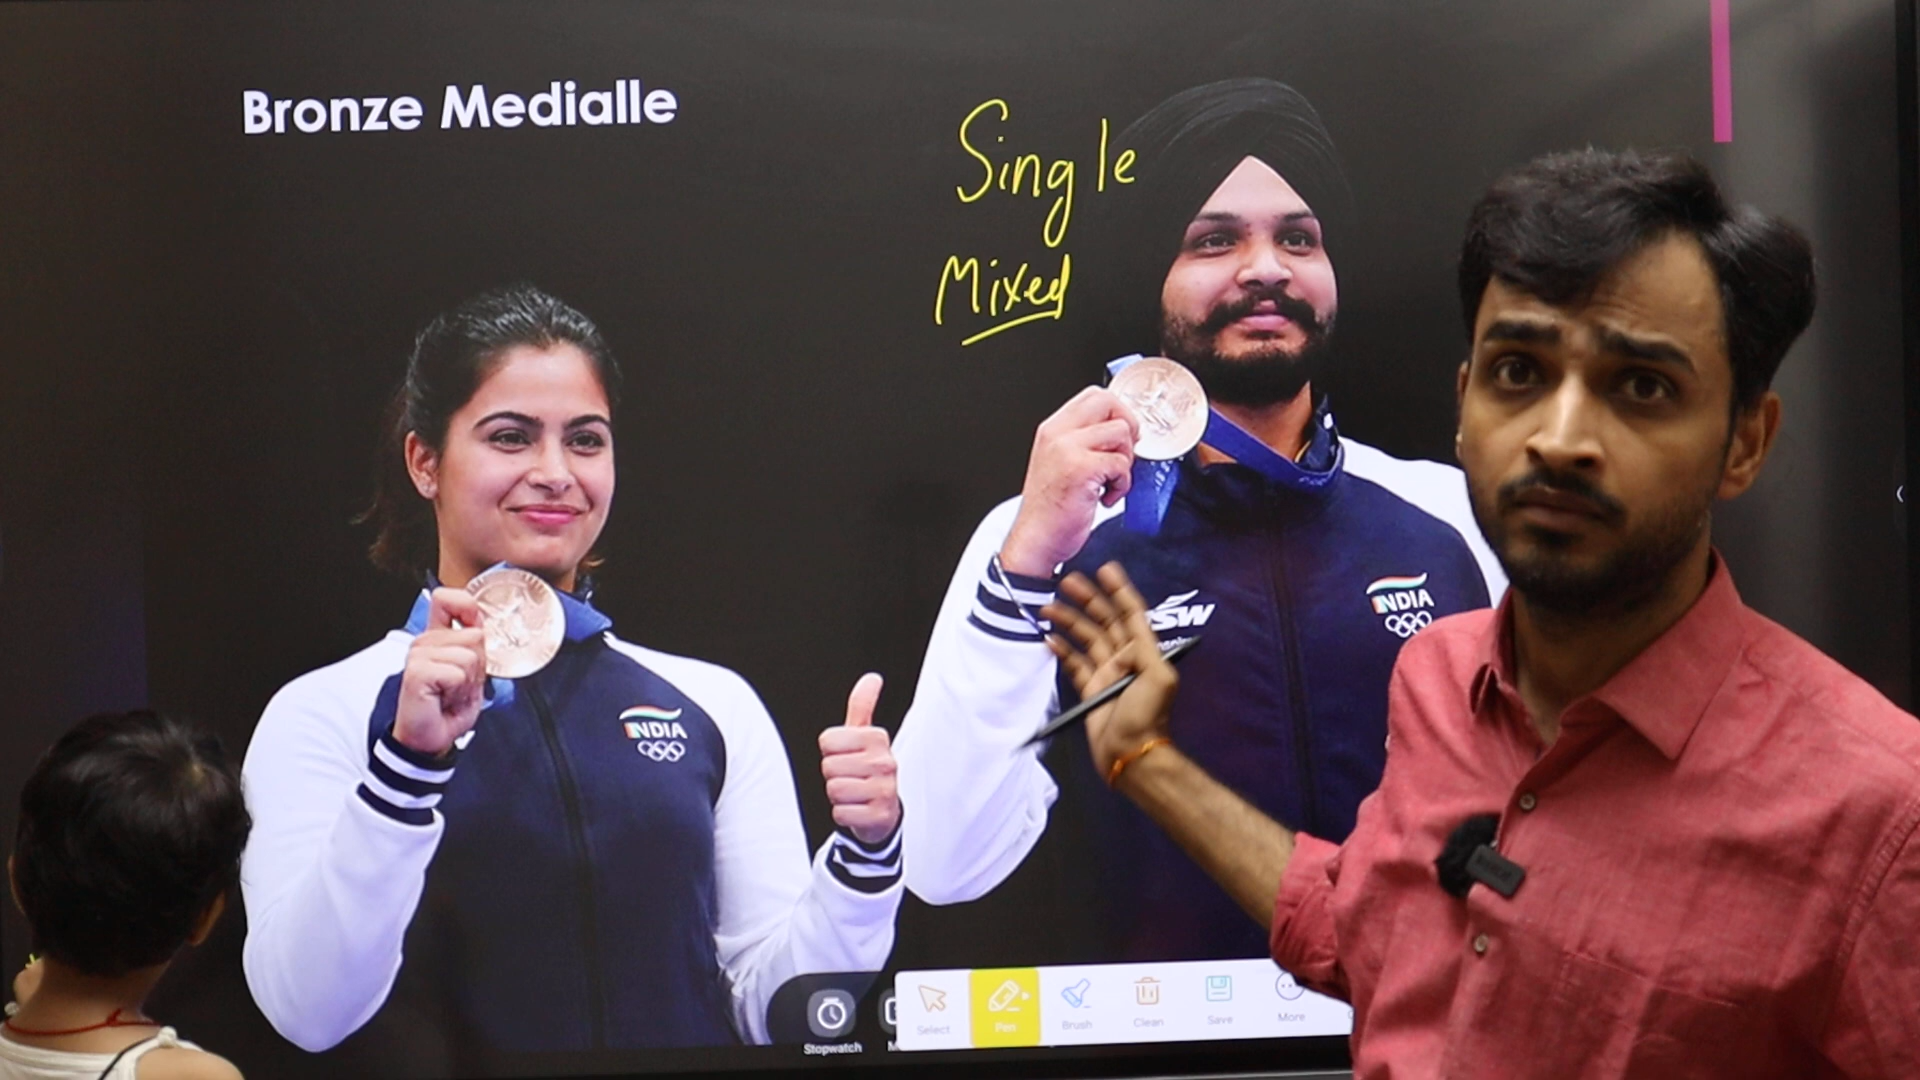 Bronze Medialle
Single
Mixed
INDIA
SW
INDIA
Stopwatch
Select
Pen
Brush
Clean
Save
More